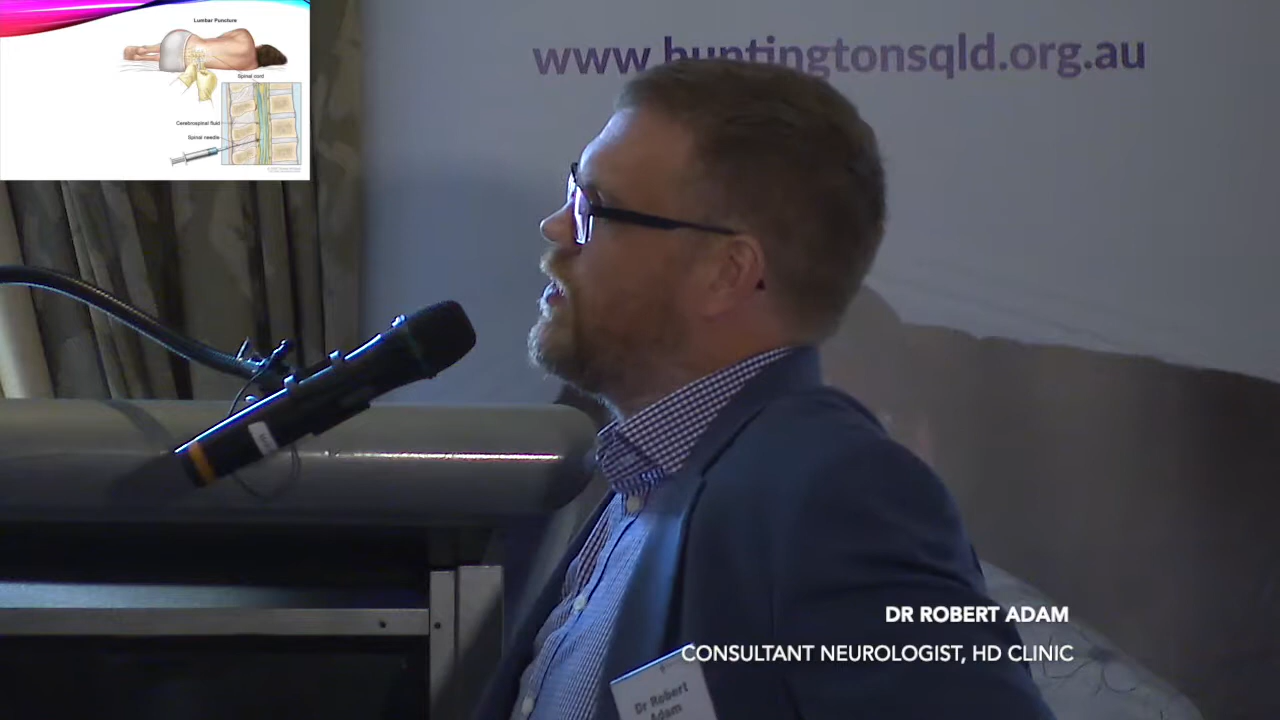 Lumbar Puncture
Spinal cord
Cerebrospinal fluid
Spinal needle
www.huntingtonsqld.org.au
DR ROBERT ADAM
CONSULTANT NEUROLOGIST, HD CLINIC
Dr Robert
Adam